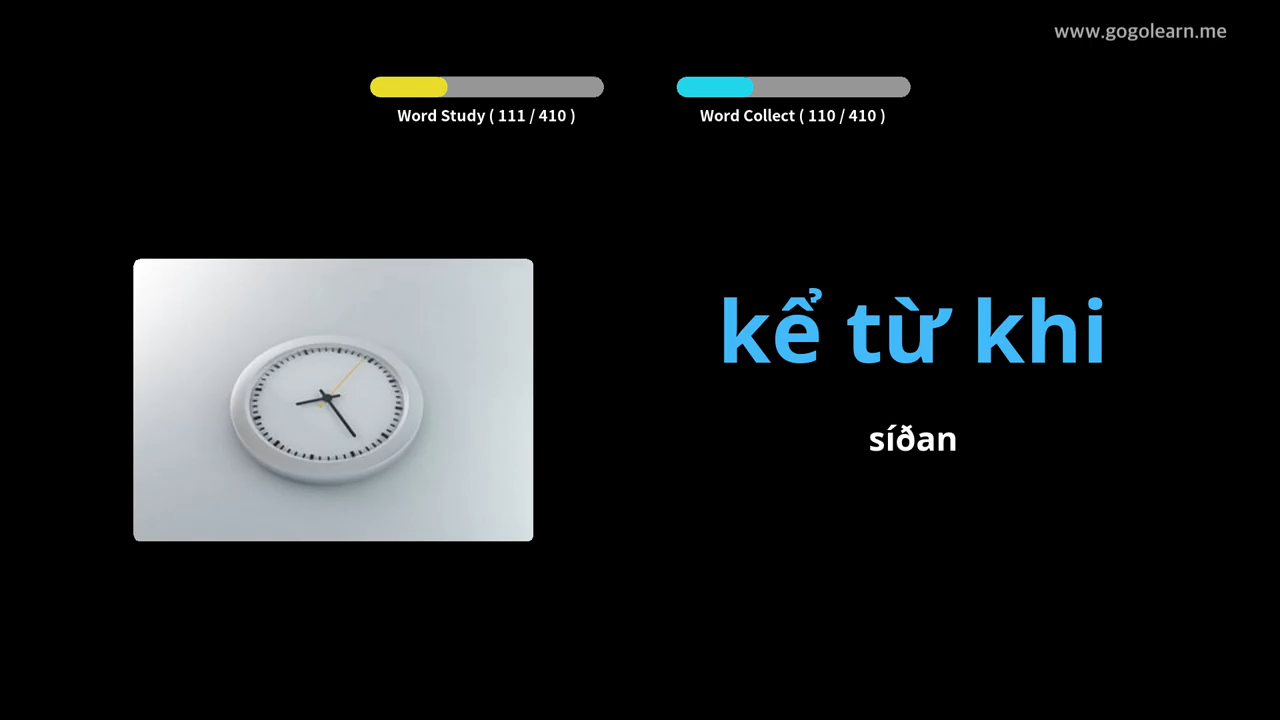 www.gogolearn.me
Word Study ( 111 / 410 )
Word Collect ( 110 / 410 )
kể từ khi
síðan